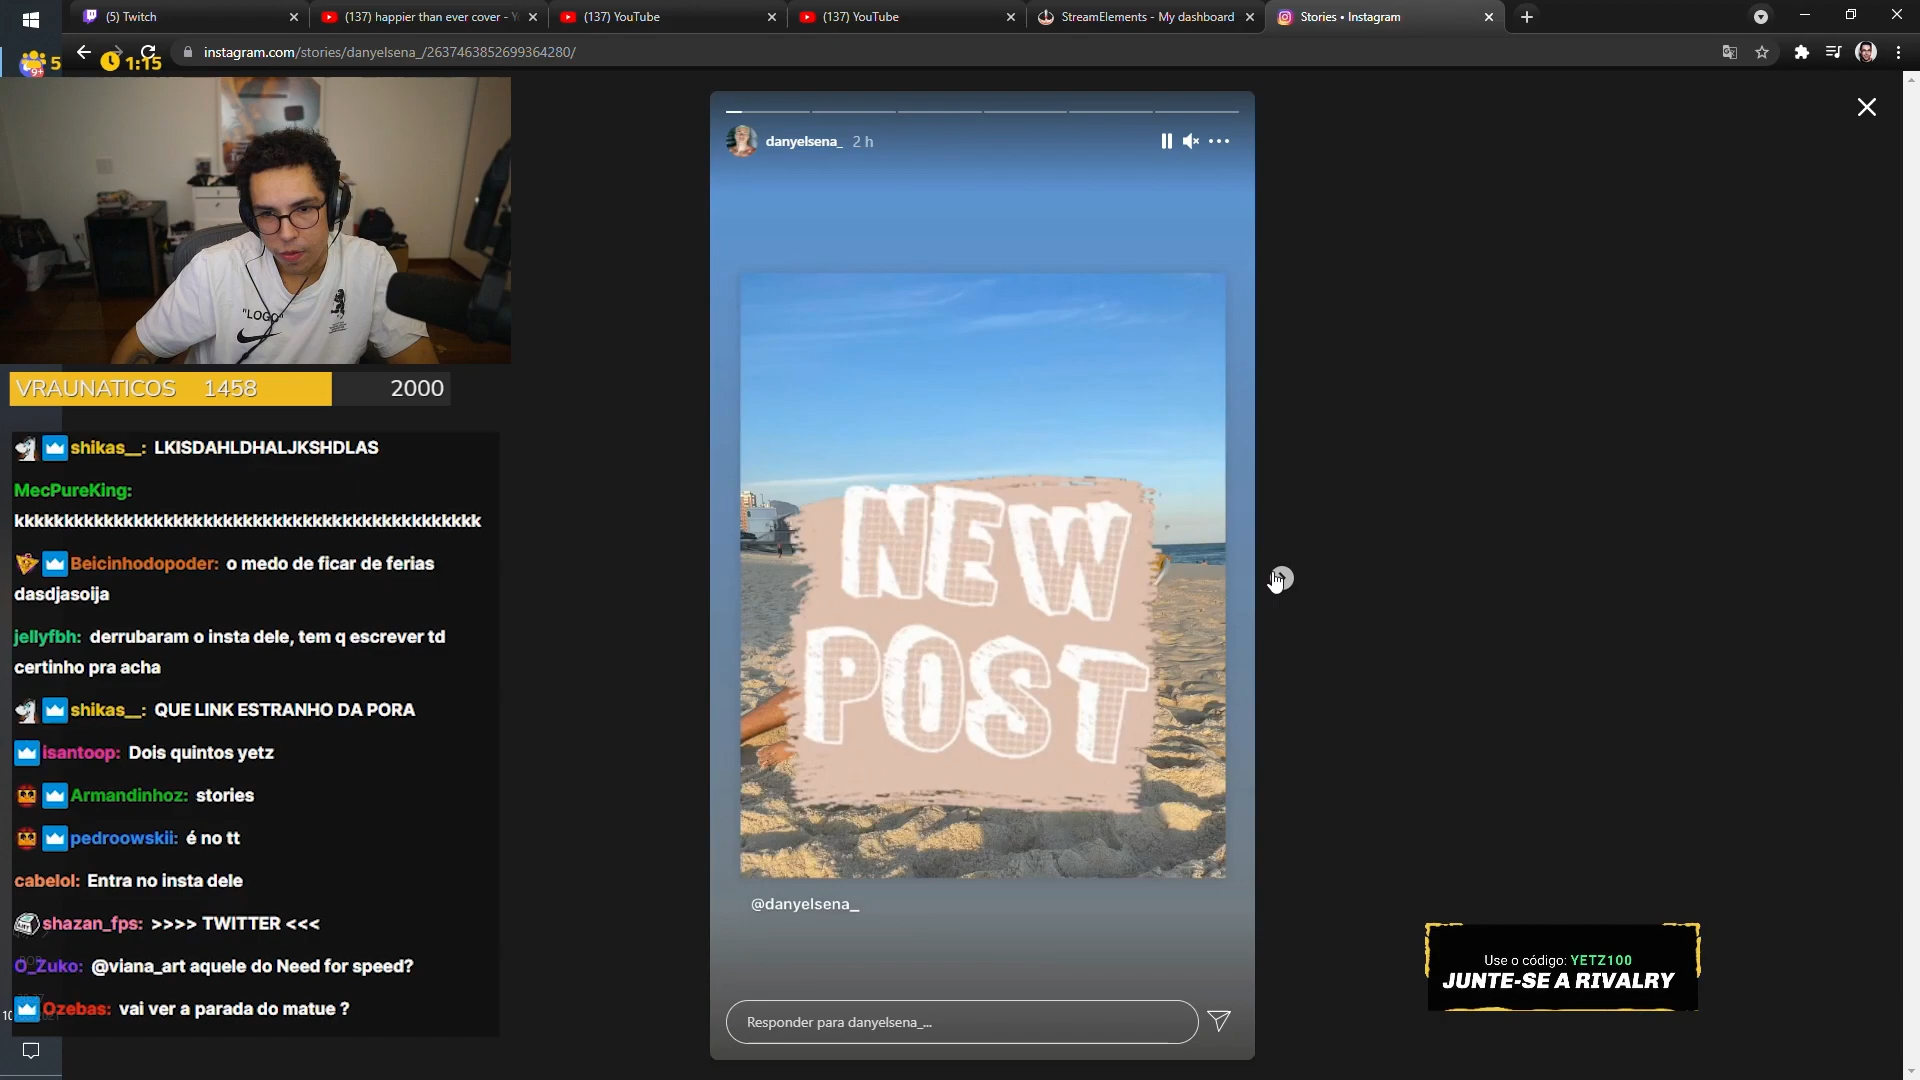 (5) Twitch
(137) happier than ever cover - Y
(137) YouTube
(137) YouTube
StreamElements - My dashboard
Stories • Instagram
instagram.com/stories/danyelsena_/2637463852699364280/
9+
5
1:15
"LOGO"
VRAUNATICOS 1458 2000
shikas__: LKISDAHLDHALJKSHDLAS
MecPureKing:
kkkkkkkkkkkkkkkkkkkkkkkkkkkkkkkkkkkkkkkkkkkkkkk
Beicinhodopoder: o medo de ficar de ferias
dasdjasoija
jellyfbh: derrubaram o insta dele, tem q escrever td
certinho pra acha
shikas__: QUE LINK ESTRANHO DA PORA
isantoop: Dois quintos yetz
Armandinhoz: stories
pedroowskii: é no tt
cabelol: Entra no insta dele
shazan_fps: >>>> TWITTER <<<
O_Zuko: @viana_art aquele do Need for speed?
Ozebas: vai ver a parada do matue ?
danyelsena_ 2 h
NEW
POST
@danyelsena_
Responder para danyelsena_...
Use o código: YETZ100
JUNTE-SE A RIVALRY